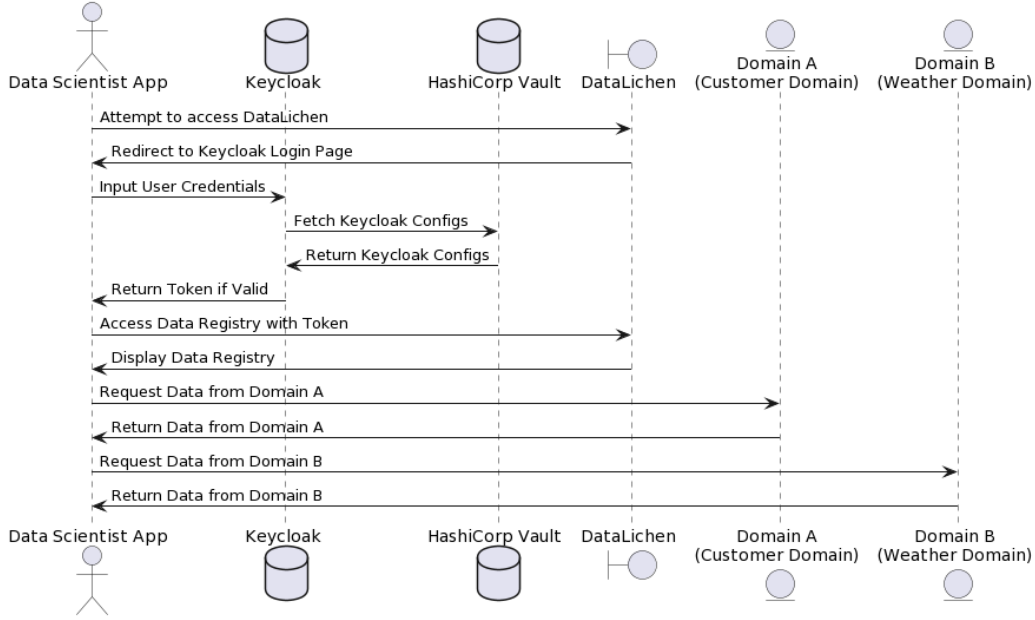 Data Scientist App
Keycloak
HashiCorp Vault
DataLichen
Domain A
(Customer Domain)
Domain B
(Weather Domain)
Attempt to access DataLichen
Redirect to Keycloak Login Page
Input User Credentials
Fetch Keycloak Configs
Return Keycloak Configs
Return Token if Valid
Access Data Registry with Token
Display Data Registry
Request Data from Domain A
Return Data from Domain A
Request Data from Domain B
Return Data from Domain B
Data Scientist App
Keycloak
HashiCorp Vault
DataLichen
Domain A
(Customer Domain)
Domain B
(Weather Domain)